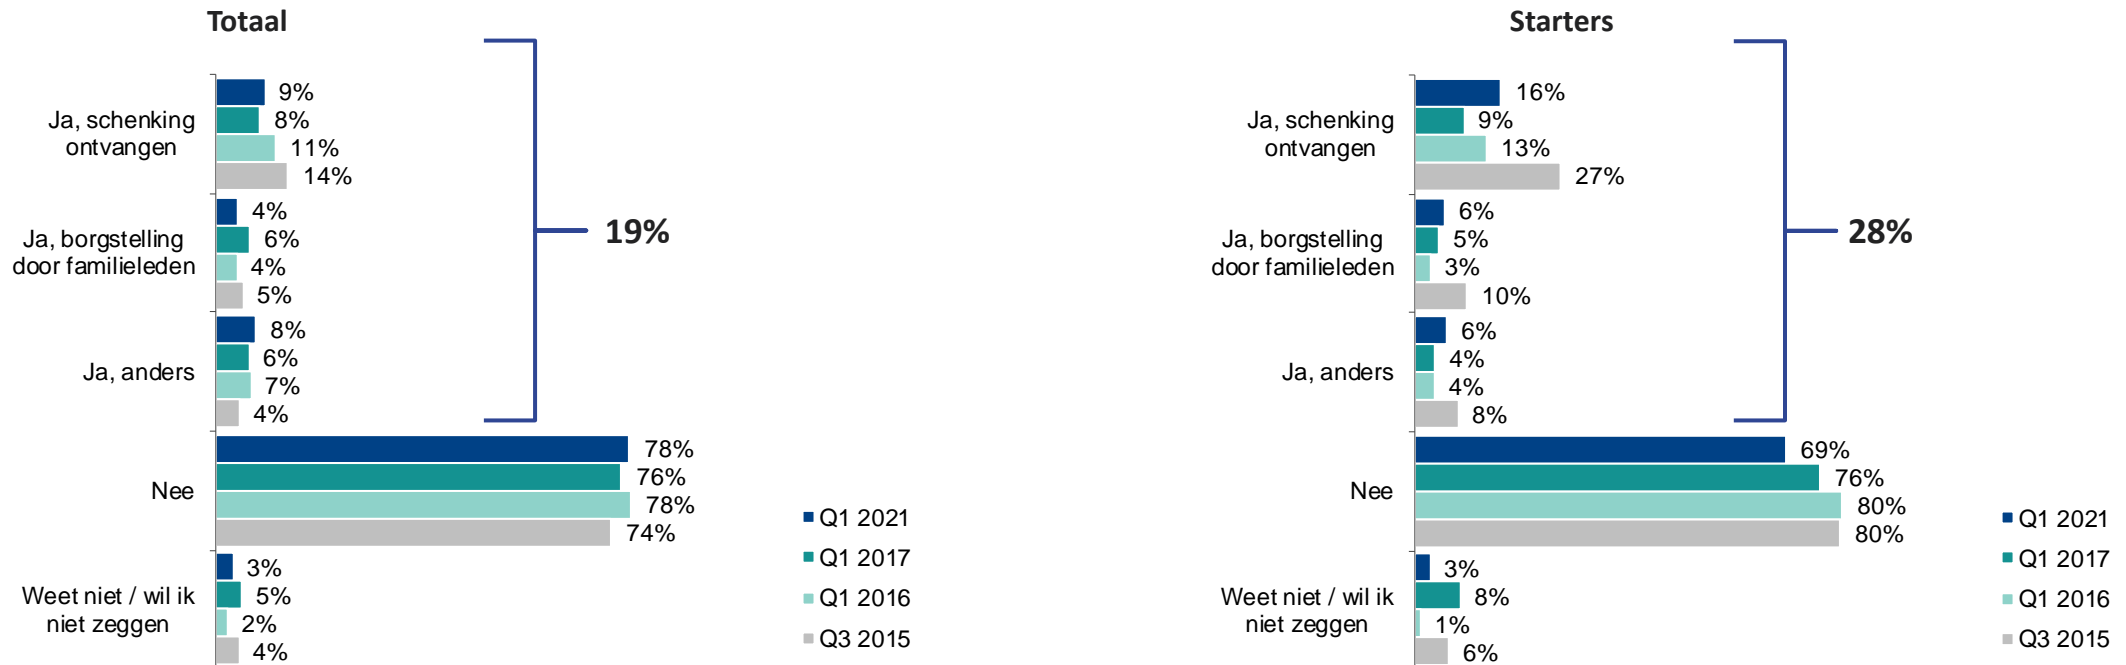 Totaal
Ja, schenking
ontvangen
9%
8%
11%
14%
Ja, borgstelling
door familieleden
4%
6%
4%
5%
Ja, anders
8%
6%
7%
4%
Nee
78%
76%
78%
74%
Weet niet / wil ik
niet zeggen
3%
5%
2%
4%
19%
Q1 2021
Q1 2017
Q1 2016
Q3 2015
Starters
Ja, schenking
ontvangen
16%
9%
13%
27%
Ja, borgstelling
door familieleden
6%
5%
3%
10%
Ja, anders
6%
4%
4%
8%
Nee
69%
76%
80%
80%
Weet niet / wil ik
niet zeggen
3%
8%
1%
6%
28%
Q1 2021
Q1 2017
Q1 2016
Q3 2015